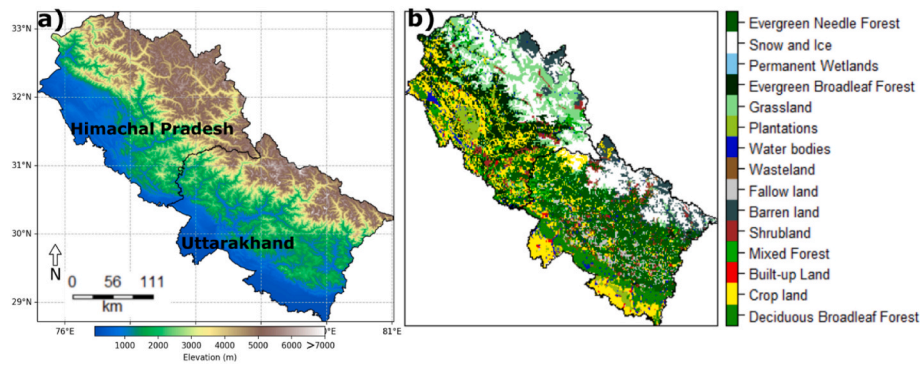 a)
33°N
32°N
31°N
30°N
29°N
Himachal Pradesh
Uttarakhand
N
0 56 111
km
76°E
81°E
1000 2000 3000 4000 5000 6000 >7000
Elevation (m)
b)
Evergreen Needle Forest
Snow and Ice
Permanent Wetlands
Evergreen Broadleaf Forest
Grassland
Plantations
Water bodies
Wasteland
Fallow land
Barren land
Shrubland
Mixed Forest
Built-up Land
Crop land
Deciduous Broadleaf Forest